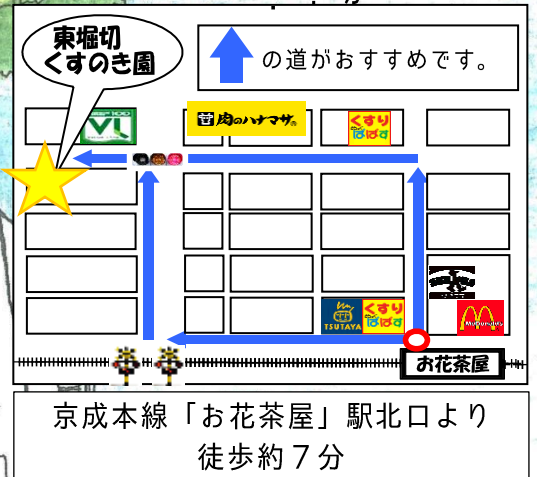 東堀切
くすのき園
の道がおすすめです。
肉のハナマサ
くすり
ぱぱす
TSUTAYA
くすり
ぱぱす
お花茶屋
京成本線「お花茶屋」駅北口より
徒歩約７分